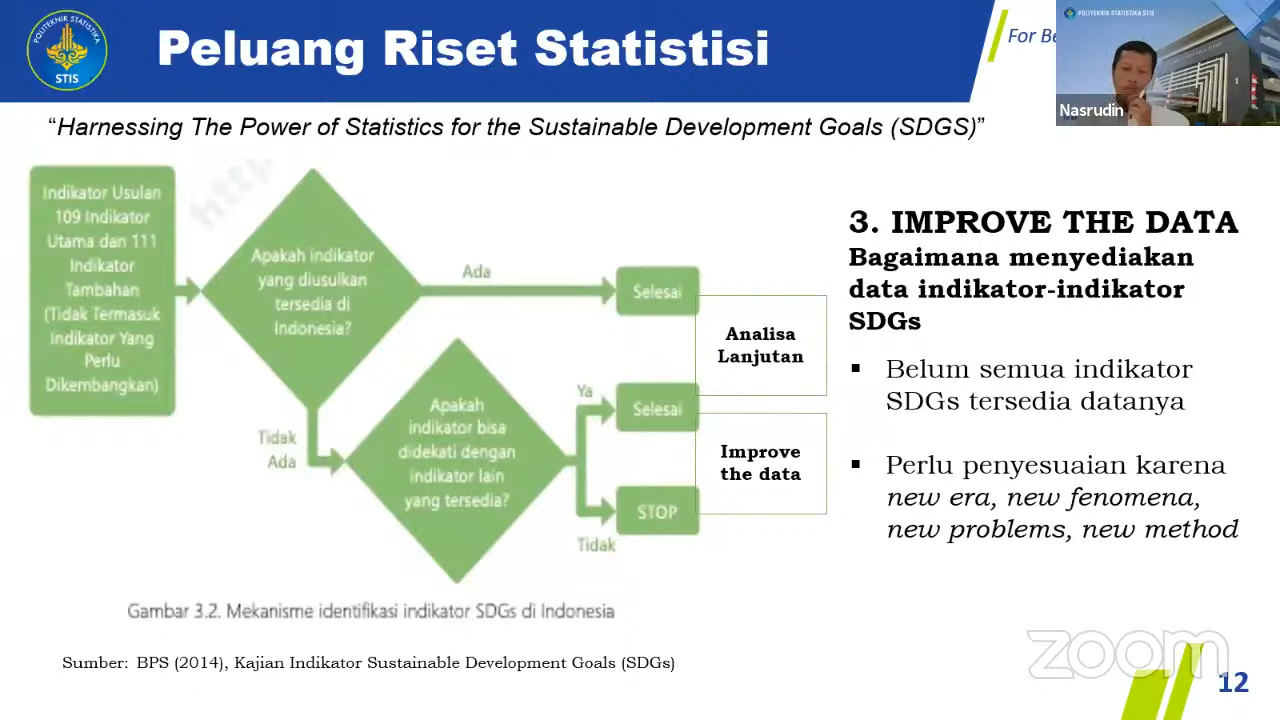 POLITEKNIK STATISTIKA
STIS
Peluang Riset Statistisi
For Be
POLITEKNIK STATISTIKA STIS
Nasrudin
“Harnessing The Power of Statistics for the Sustainable Development Goals (SDGS)”
http
Indikator Usulan
109 Indikator
Utama dan 111
Indikator
Tambahan
(Tidak Termasuk
Indikator Yang
Perlu
Dikembangkan)
Apakah indikator
yang diusulkan
tersedia di
Indonesia?
Ada
Selesai
Tidak
Ada
Apakah
indikator bisa
didekati dengan
indikator lain
yang tersedia?
Ya
Selesai
Tidak
STOP
Analisa
Lanjutan
Improve
the data
Gambar 3.2. Mekanisme identifikasi indikator SDGs di Indonesia
Sumber: BPS (2014), Kajian Indikator Sustainable Development Goals (SDGs)
3. IMPROVE THE DATA
Bagaimana menyediakan
data indikator-indikator
SDGs
▪ Belum semua indikator
SDGs tersedia datanya
▪ Perlu penyesuaian karena
new era, new fenomena,
new problems, new method
zoom
12